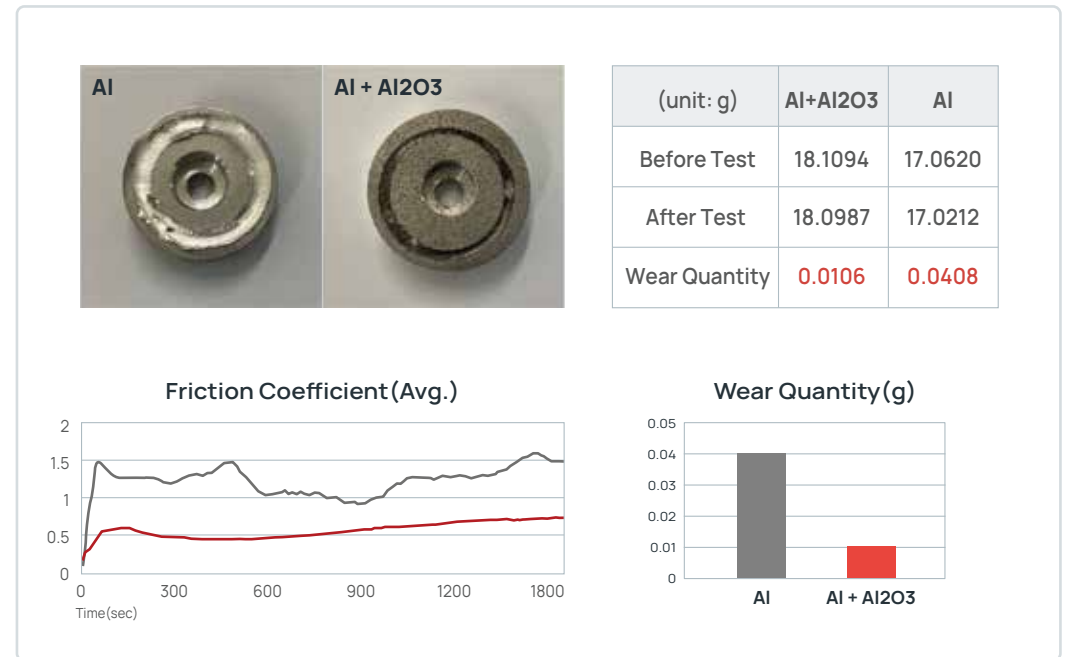 Al
Al + Al2O3
(unit: g) Al+Al2O3 Al
Before Test 18.1094 17.0620
After Test 18.0987 17.0212
Wear Quantity 0.0106 0.0408
Friction Coefficient(Avg.)
2
1.5
1
0.5
0
0 300 600 900 1200 1800
Time(sec)
Wear Quantity(g)
0.05
0.04
0.03
0.02
0.01
0
Al Al + Al2O3